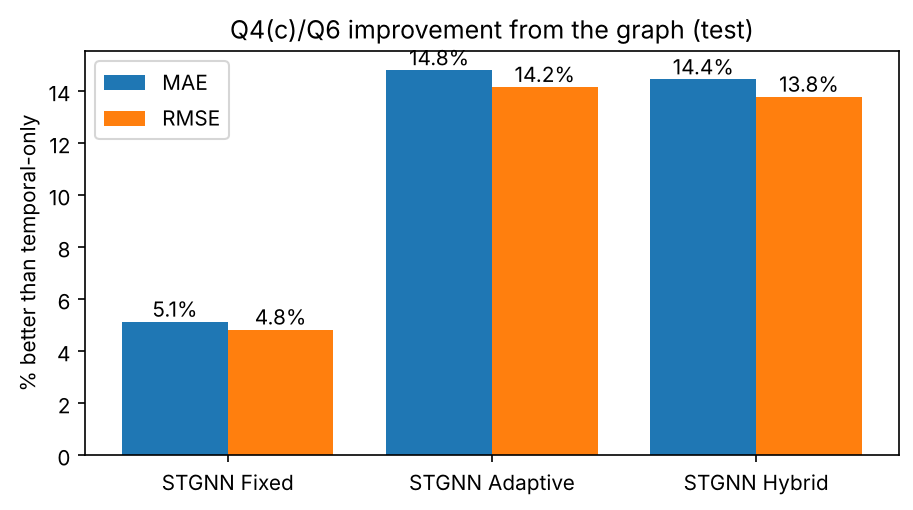 Q4(c)/Q6 improvement from the graph (test)
MAE
RMSE
% better than temporal-only
14
12
10
8
6
4
2
0
5.1%
4.8%
14.8%
14.2%
14.4%
13.8%
STGNN Fixed
STGNN Adaptive
STGNN Hybrid